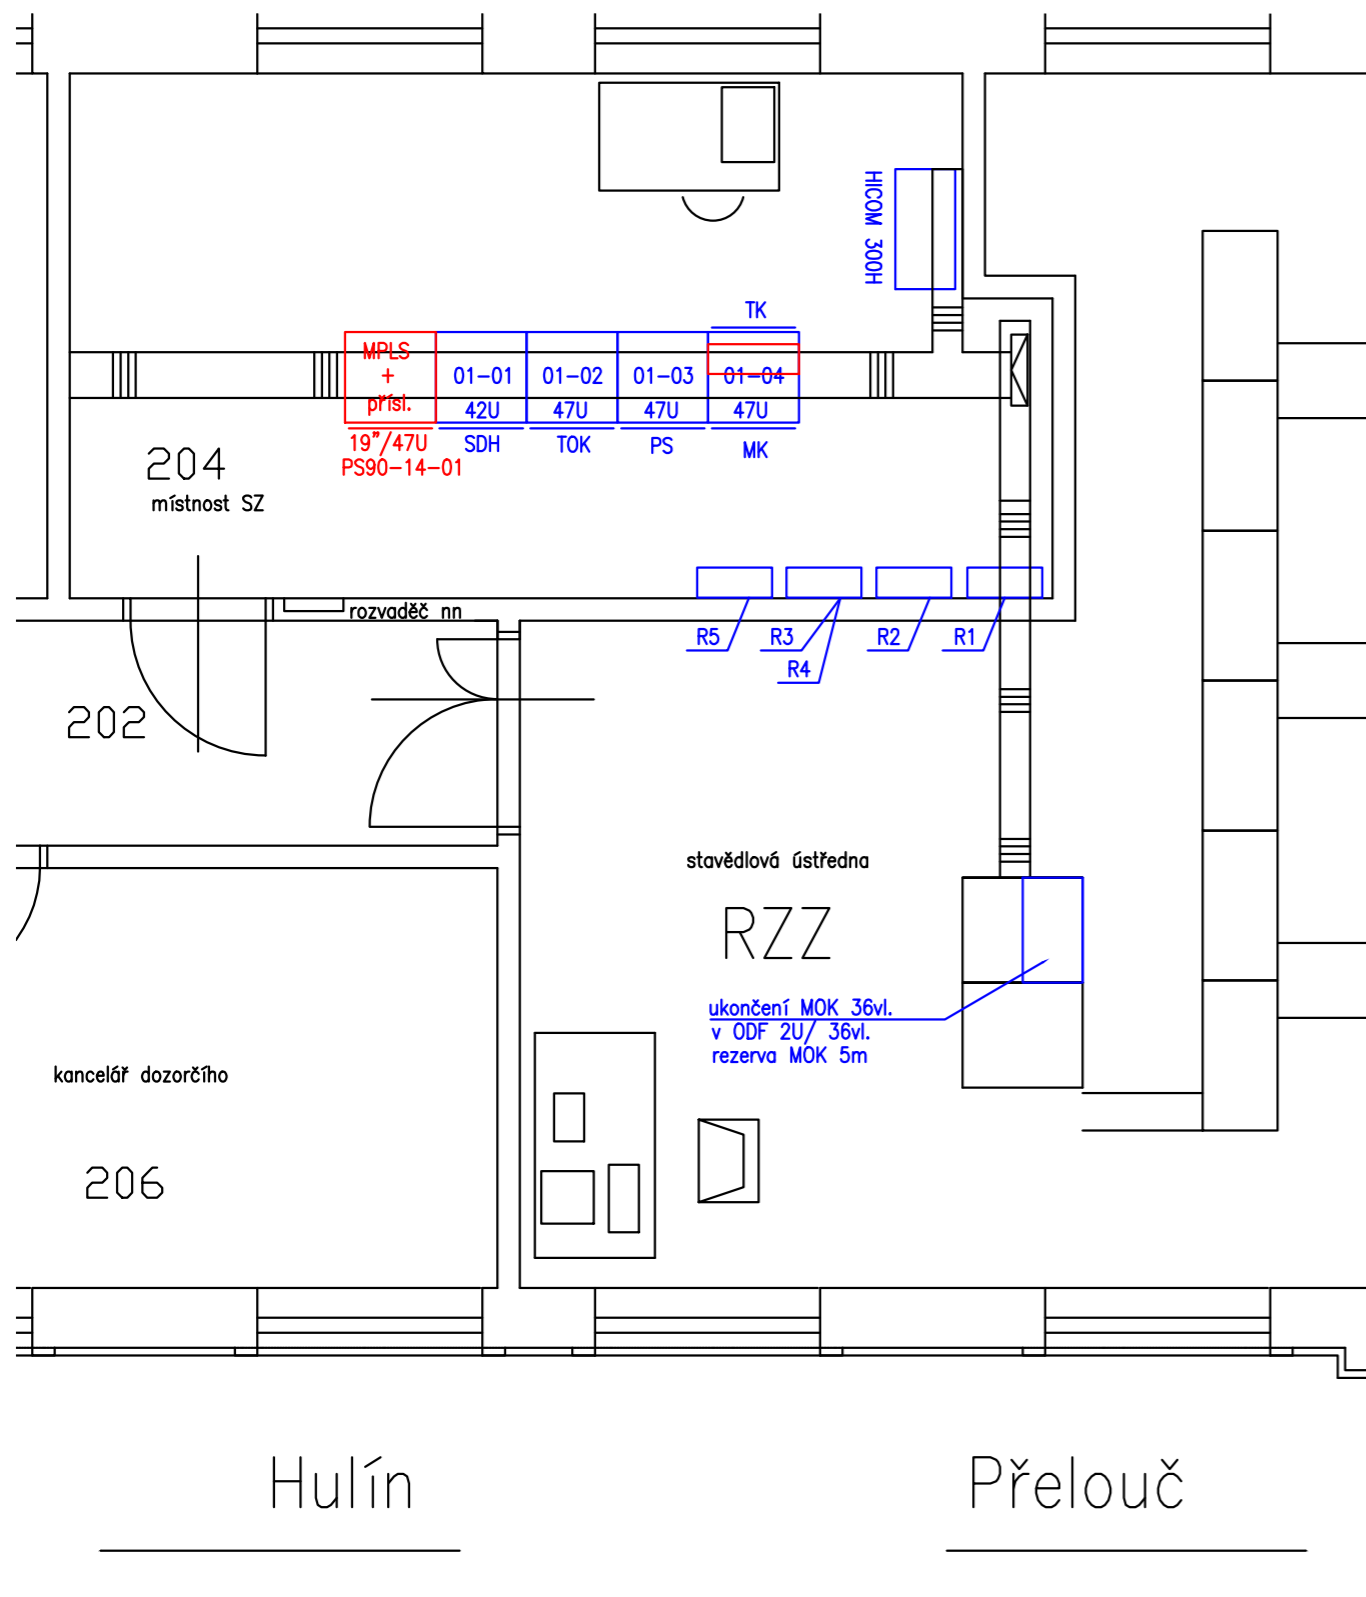 HICOM 300H
TK
MPLS
+
přísl.
01-01
01-02
01-03
01-04
42U
47U
47U
47U
19"/47U
PS90-14-01
SDH
TOK
PS
MK
204
místnost SZ
rozvaděč nn
R5
R3
R4
R2
R1
202
stavědlová ústředna
RZZ
ukončení MOK 36vl.
v ODF 2U/ 36vl.
rezerva MOK 5m
kancelář dozorčího
206
Hulín
Přelouč